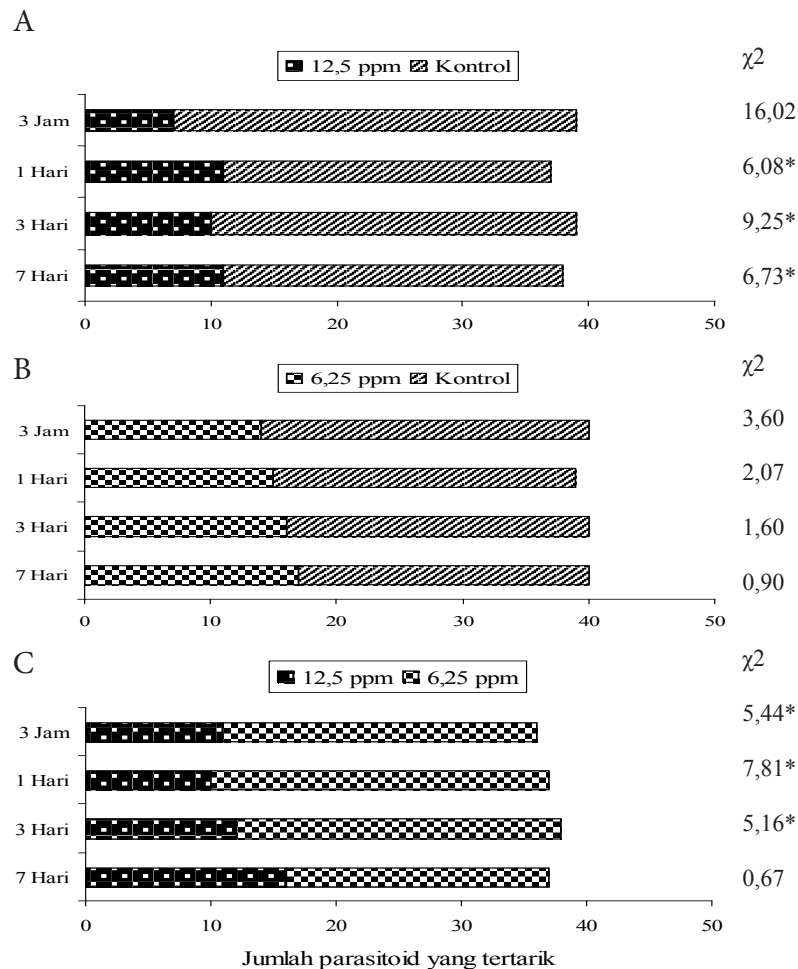 A
12,5 ppm Kontrol
χ2
3 Jam
16,02
1 Hari
6,08*
3 Hari
9,25*
7 Hari
6,73*
0 10 20 30 40 50
B
6,25 ppm Kontrol
χ2
3 Jam
3,60
1 Hari
2,07
3 Hari
1,60
7 Hari
0,90
0 10 20 30 40 50
C
12,5 ppm 6,25 ppm
χ2
3 Jam
5,44*
1 Hari
7,81*
3 Hari
5,16*
7 Hari
0,67
0 10 20 30 40 50
Jumlah parasitoid yang tertarik